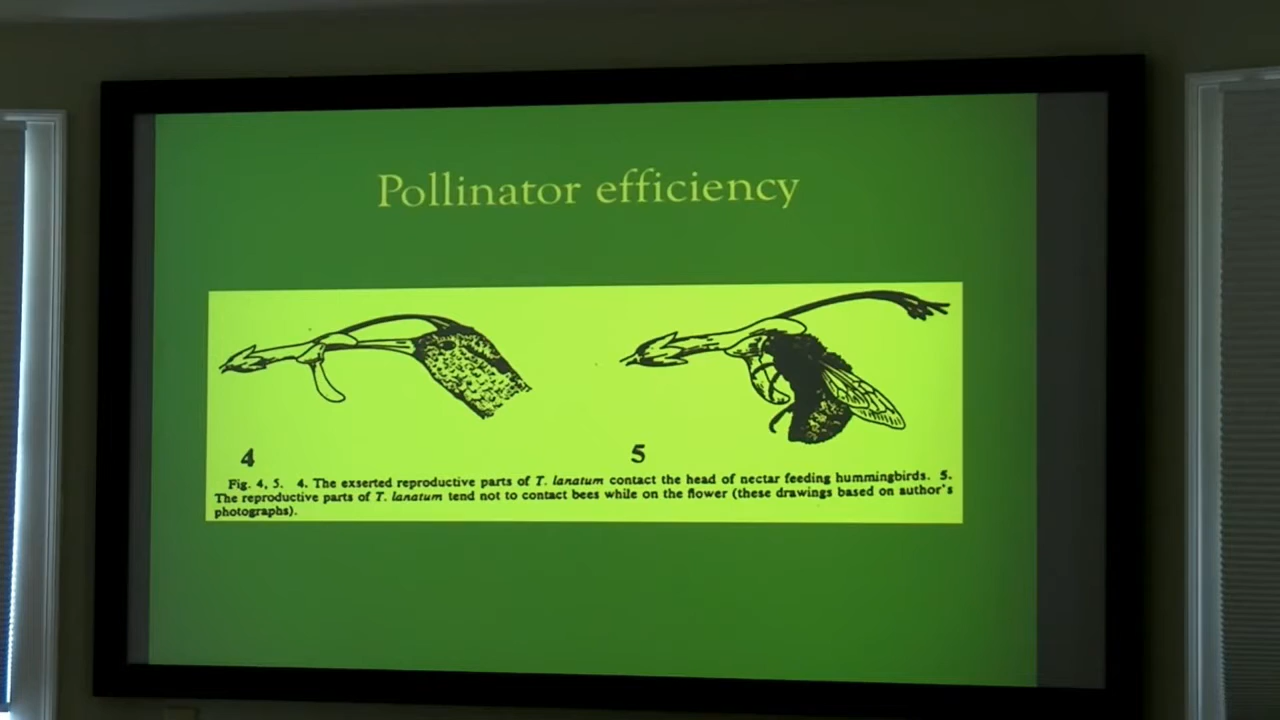 Pollinator efficiency
4
5
Fig. 4, 5. 4. The exserted reproductive parts of T. lanatum contact the head of nectar feeding hummingbirds. 5.
The reproductive parts of T. lanatum tend not to contact bees while on the flower (these drawings based on author's
photographs).